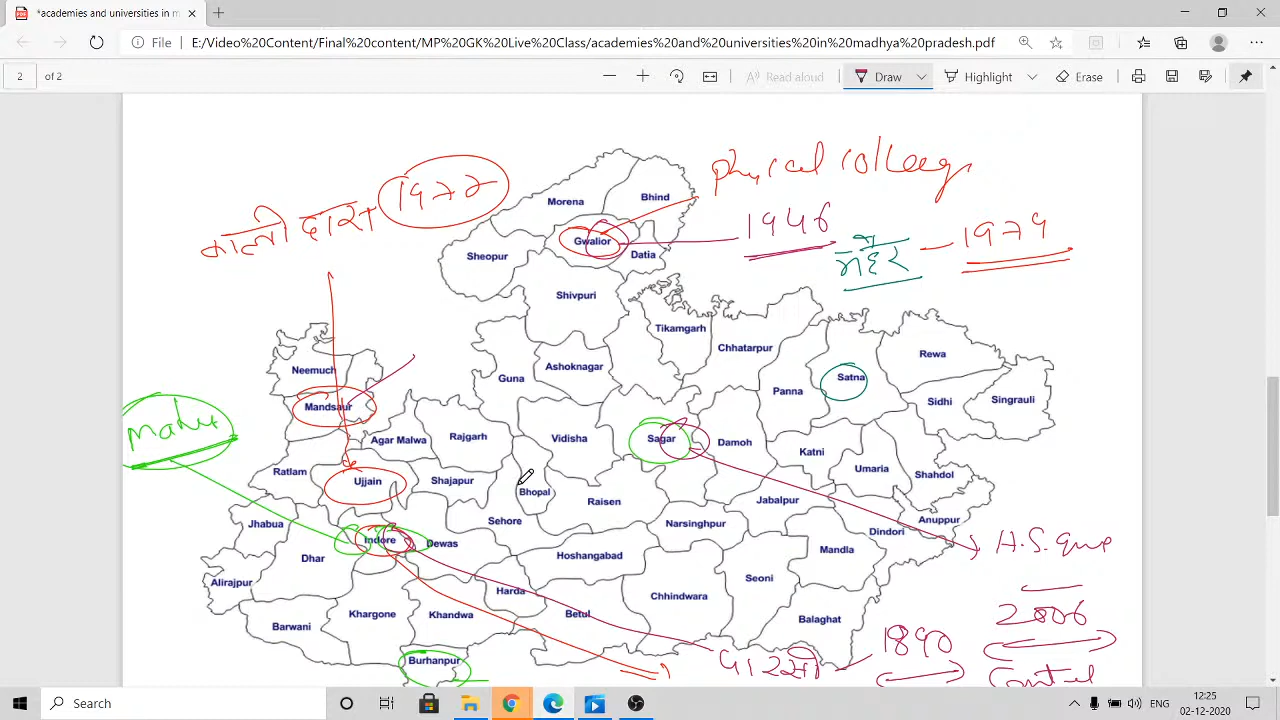 *academies and universities in m
File
E:/Video%20Content/Final%20content/MP%20GK%20Live%20Class/academies%20and%20universities%20in%20madhya%20pradesh.pdf
2 of 2
Read aloud
Draw
Highlight
Erase
physical college
1946
1979
1972
Morena
Bhind
Gwalior
Sheopur
Datia
Shivpuri
Tikamgarh
Chhatarpur
Rewa
Neemuch
Ashoknagar
Guna
Satna
Panna
Sidhi
Singrauli
Mandsaur
Mahu
Agar Malwa
Rajgarh
Vidisha
Sagar
Damoh
Katni
Umaria
Shahdol
Ratlam
Ujjain
Shajapur
Bhopal
Raisen
Jabalpur
Jhabua
Indore
Dewas
Sehore
Narsinghpur
Anuppur
Dindori
H.S.
Dhar
Hoshangabad
Mandla
Alirajpur
Harda
Seoni
Khargone
Khandwa
Betul
Chhindwara
Barwani
Balaghat
2006
Burhanpur
1890
Search
ENG
12:25
02-12-2020